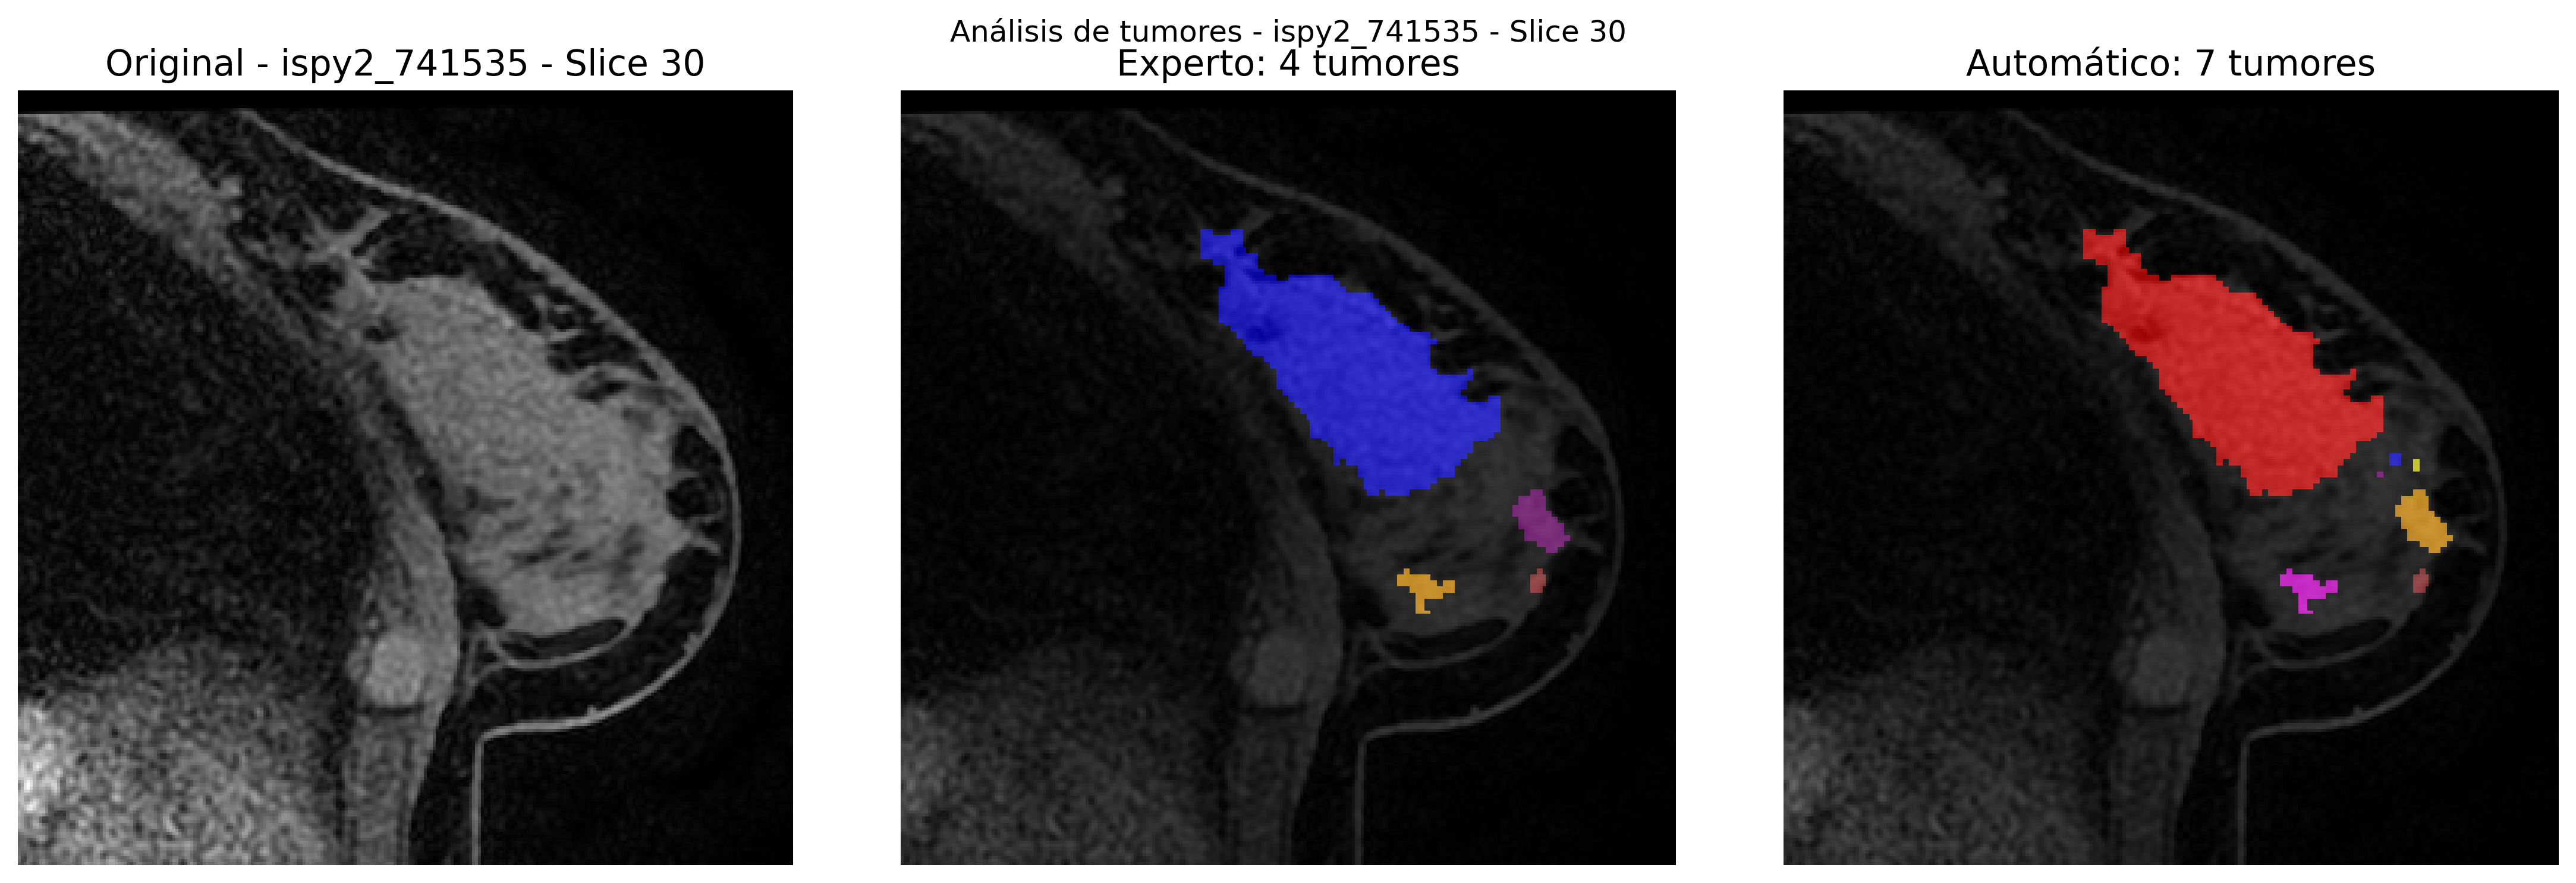 Análisis de tumores - ispy2_741535 - Slice 30
Original - ispy2_741535 - Slice 30
Experto: 4 tumores
Automático: 7 tumores